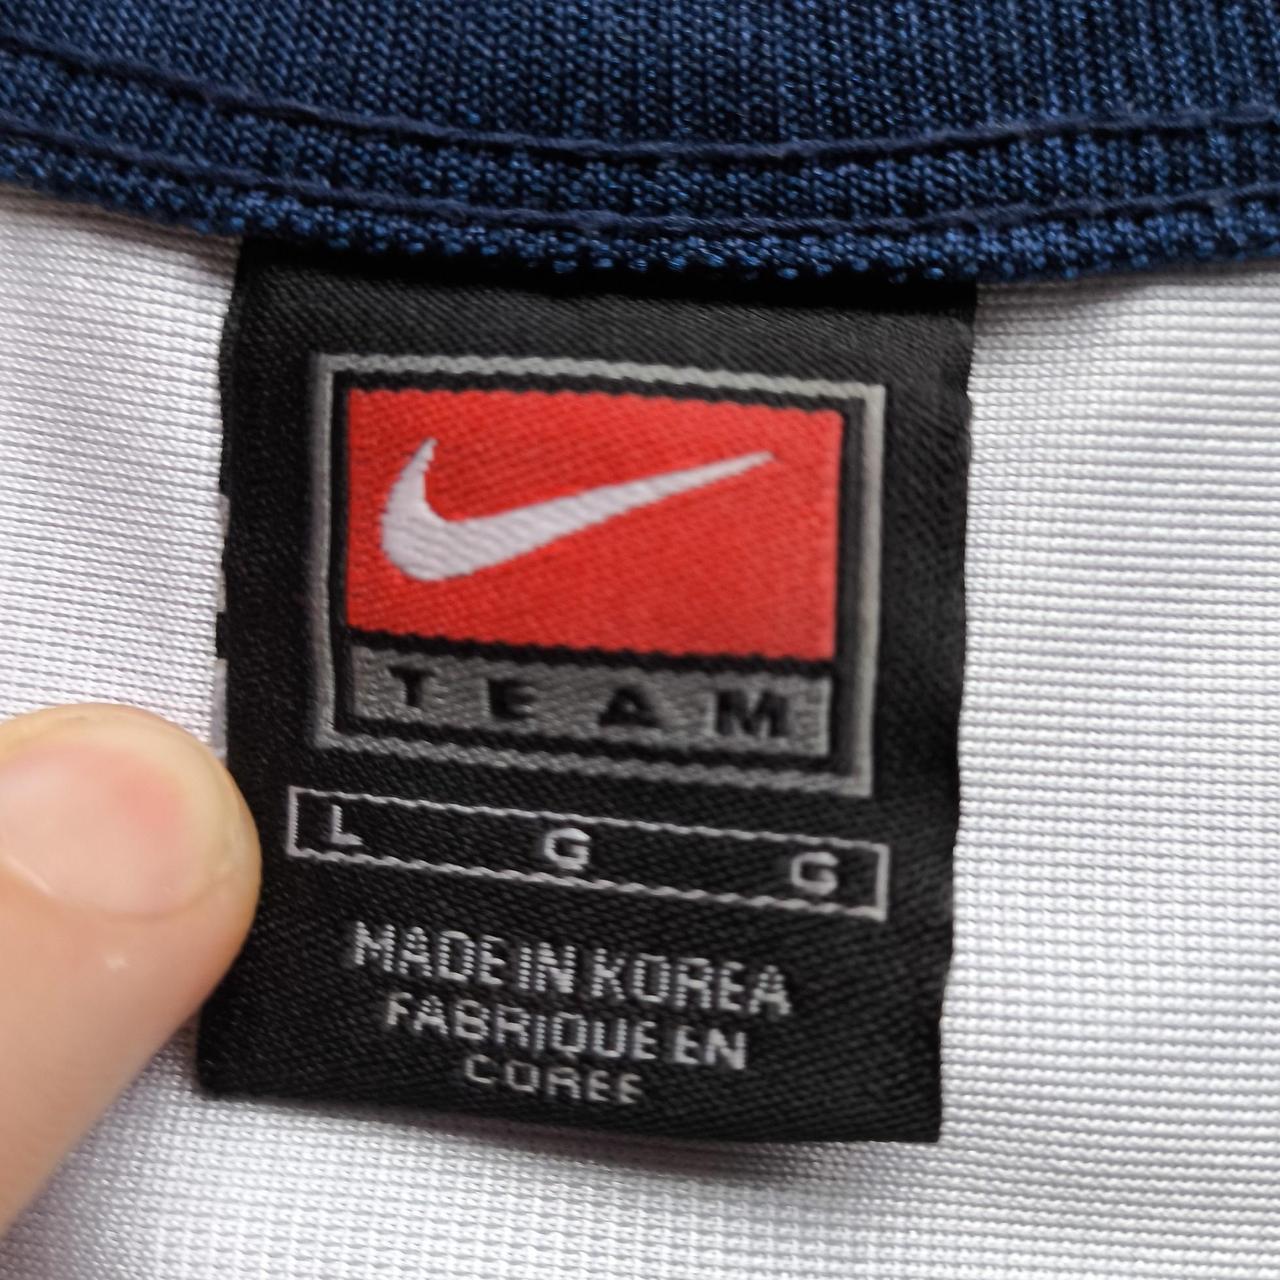 TEAM
L G G
MADE IN KOREA
FABRIQUE EN
COREE